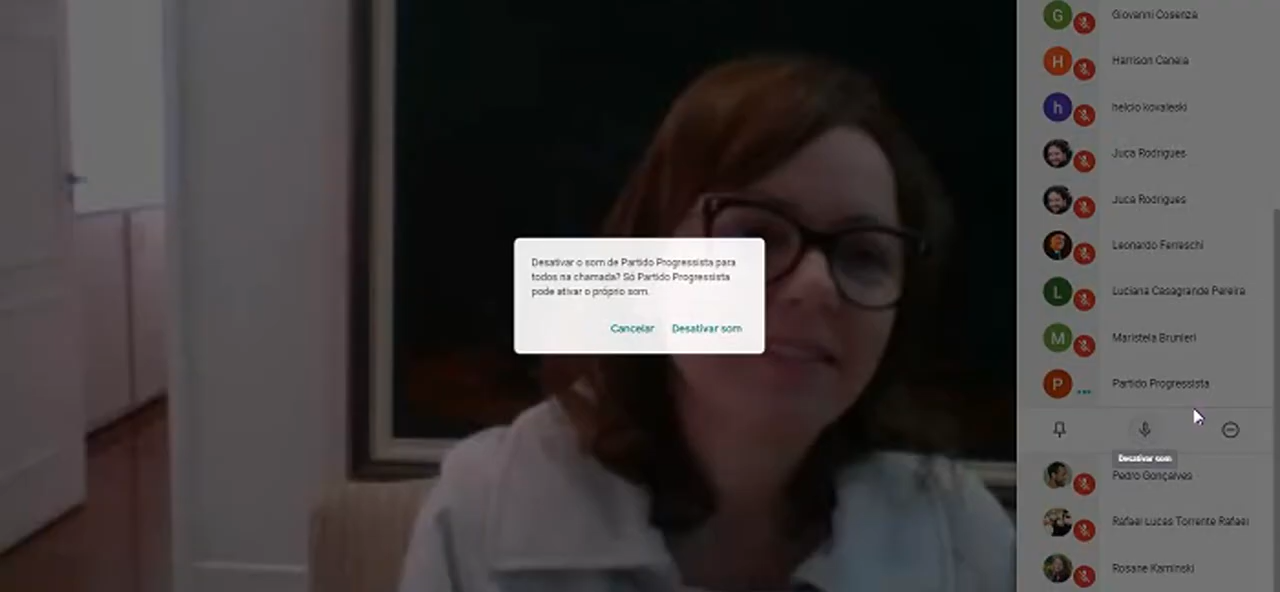 Giovanni Cosenza
Harrison Canela
helcio kovaleski
Juca Rodrigues
Juca Rodrigues
Leonardo Ferraschi
Luciana Casagrande Pereira
Maristela Brunieri
Partido Progressista
Desativar som
Pedro Gonçalves
Rafael Lucas Torrente Rafael
Rosane Kaminski
Desativar o som de Partido Progressista para
todos na chamada? Só Partido Progressista
pode ativar o próprio som.
Cancelar Desativar som
G
H
h
L
M
P